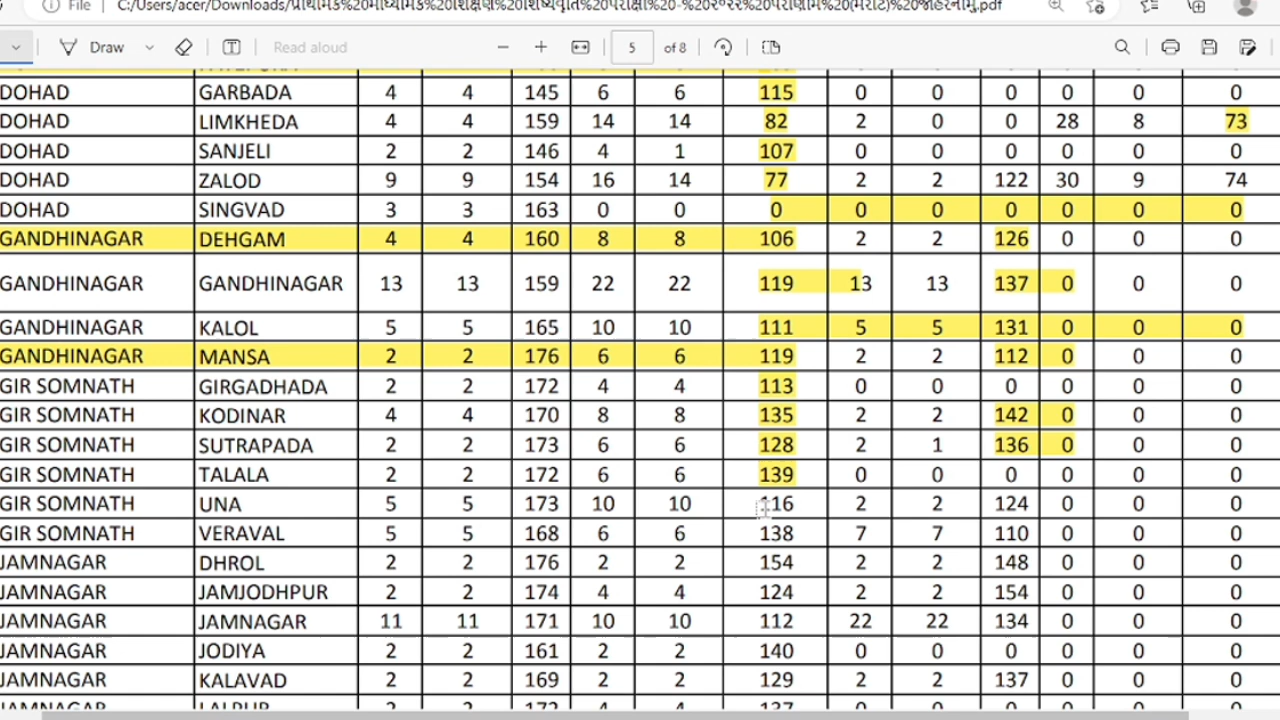 File C:/Users/acer/Downloads/
Draw Read aloud 5 of 8
DOHAD GARBADA 4 4 145 6 6 115 0 0 0 0 0 0
DOHAD LIMKHEDA 4 4 159 14 14 82 2 0 0 28 8 73
DOHAD SANJELI 2 2 146 4 1 107 0 0 0 0 0 0
DOHAD ZALOD 9 9 154 16 14 77 2 2 122 30 9 74
DOHAD SINGVAD 3 3 163 0 0 0 0 0 0 0 0 0
GANDHINAGAR DEHGAM 4 4 160 8 8 106 2 2 126 0 0 0
GANDHINAGAR GANDHINAGAR 13 13 159 22 22 119 13 13 137 0 0 0
GANDHINAGAR KALOL 5 5 165 10 10 111 5 5 131 0 0 0
GANDHINAGAR MANSA 2 2 176 6 6 119 2 2 112 0 0 0
GIR SOMNATH GIRGADHADA 2 2 172 4 4 113 0 0 0 0 0 0
GIR SOMNATH KODINAR 4 4 170 8 8 135 2 2 142 0 0 0
GIR SOMNATH SUTRAPADA 2 2 173 6 6 128 2 1 136 0 0 0
GIR SOMNATH TALALA 2 2 172 6 6 139 0 0 0 0 0 0
GIR SOMNATH UNA 5 5 173 10 10 116 2 2 124 0 0 0
GIR SOMNATH VERAVAL 5 5 168 6 6 138 7 7 110 0 0 0
JAMNAGAR DHROL 2 2 176 2 2 154 2 2 148 0 0 0
JAMNAGAR JAMJODHPUR 2 2 174 4 4 124 2 2 154 0 0 0
JAMNAGAR JAMNAGAR 11 11 171 10 10 112 22 22 134 0 0 0
JAMNAGAR JODIYA 2 2 161 2 2 140 0 0 0 0 0 0
JAMNAGAR KALAVAD 2 2 169 2 2 129 2 2 137 0 0 0
JAMNAGAR LALPUR 2 2 172 4 4 137 0 0 0 0 0 0